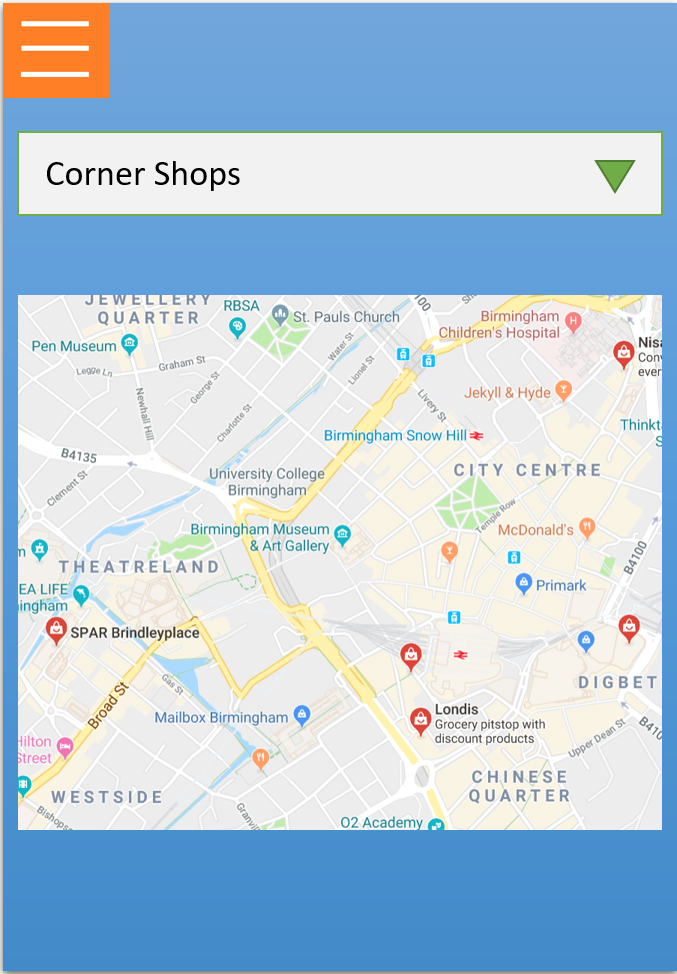 Corner Shops
JEWELLERY
QUARTER
RBSA
St. Pauls Church
100
Birmingham
Children's Hospital
Pen Museum
Water St
Legge Ln
Graham St
George St
Lionel St
Nisa
Conv
ever
Newhall Hill
Charlotte St
Livery St
Jekyll & Hyde
Birmingham Snow Hill
Thinkt
S
B4135
Clement St
University College
Birmingham
CITY CENTRE
Temple Row
McDonald's
Birmingham Museum
& Art Gallery
m
THEATRELAND
B4100
EA LIFE
ingham
Primark
SPAR Brindleyplace
Gas St
Broad St
DIGBET
Mailbox Birmingham
Londis
Grocery pitstop with
discount products
B410
Upper Dean St
Hilton
Street
WESTSIDE
CHINESE
QUARTER
Bishops
Granvil
O2 Academy